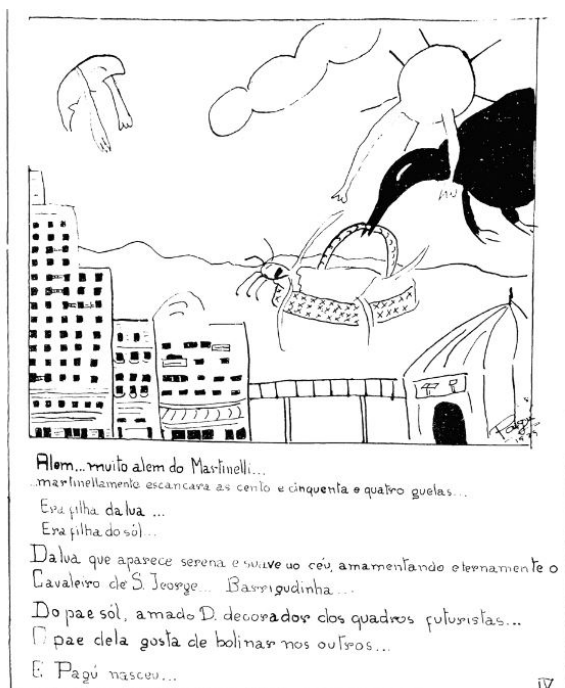 Pagu
1929
Alem...muito alem do Martinelli...
...martinellamente escancara as cento e cinquenta e quatro guelas...
Era filha da lua ...
Era filha do sól...
Da lua que aparece serena e suave no céu, amamentando eternamente o
Cavaleiro de S. Jeorge... Barrigudinha...
Do pae sól, amado D. decorador dos quadros futuristas...
O pae dela gosta de bolinar nos outros...
E Pagú nasceu...
IV